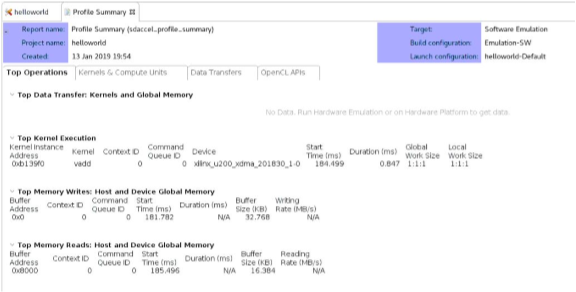 helloworld Profile Summary
Report name: Profile Summary (sdaccel_profile_summary) Target: Software Emulation
Project name: helloworld Build configuration: Emulation-SW
Created: 13 Jan 2019 19:54 Launch configuration: helloworld-Default
Top Operations Kernels & Compute Units Data Transfers OpenCL APIs
Top Data Transfer: Kernels and Global Memory
No Data. Run Hardware Emulation or on Hardware Platform to get data.
Top Kernel Execution
Kernel Instance Address Kernel Context ID Command Queue ID Device Start Time (ms) Duration (ms) Global Work Size Local Work Size
0xb139f0 vadd 0 0 xilinx_u200_xdma_201830_1-0 184.499 0.847 1:1:1 1:1:1
Top Memory Writes: Host and Device Global Memory
Buffer Address Context ID Command Queue ID Start Time (ms) Duration (ms) Buffer Size (KB) Writing Rate (MB/s)
0x0 0 0 181.782 N/A 32.768 N/A
Top Memory Reads: Host and Device Global Memory
Buffer Address Context ID Command Queue ID Start Time (ms) Duration (ms) Buffer Size (KB) Reading Rate (MB/s)
0x8000 0 0 185.496 N/A 16.384 N/A